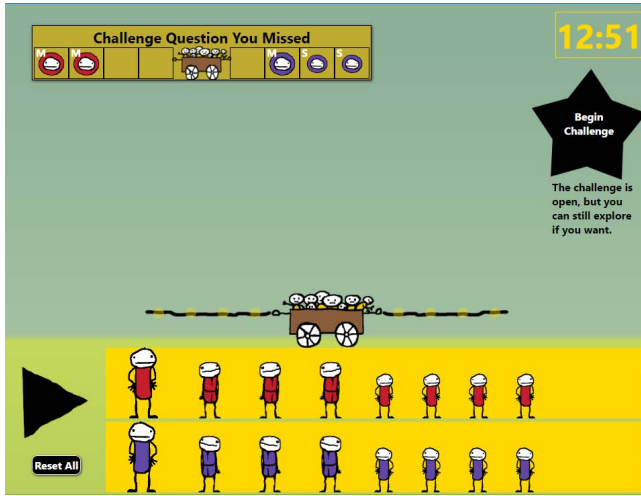 Challenge Question You Missed
M M M S S
12:51
Begin
Challenge
The challenge is
open, but you
can still explore
if you want.
Reset All